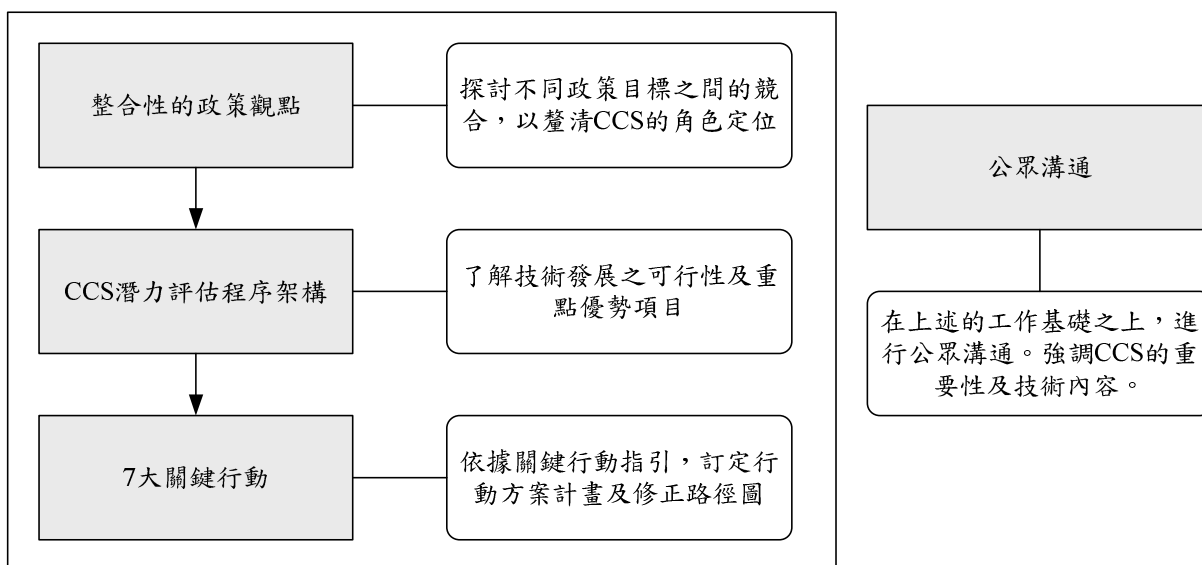 整合性的政策觀點
探討不同政策目標之間的競
合，以釐清CCS的角色定位
CCS潛力評估程序架構
了解技術發展之可行性及重
點優勢項目
7大關鍵行動
依據關鍵行動指引，訂定行
動方案計畫及修正路徑圖
公眾溝通
在上述的工作基礎之上，進
行公眾溝通。強調CCS的重
要性及技術內容。